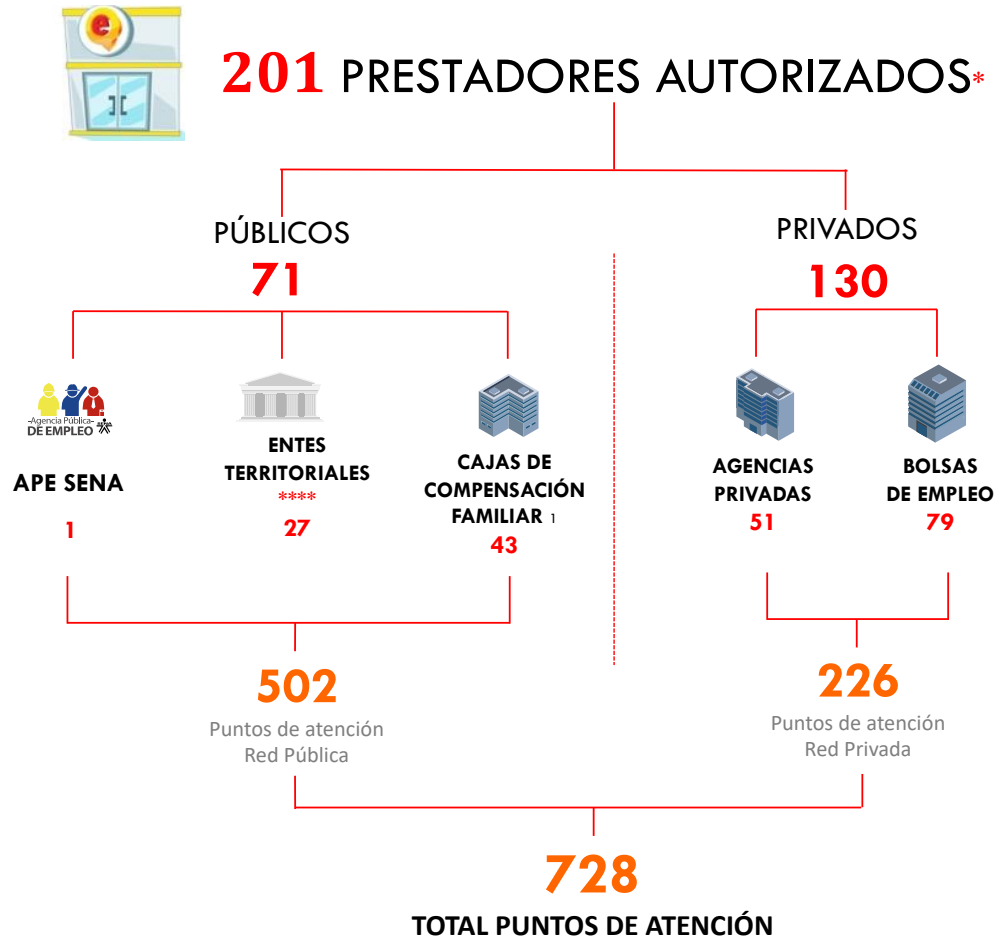 e
201 PRESTADORES AUTORIZADOS*
PÚBLICOS
71
PRIVADOS
130
-Agencia Pública-
DE EMPLEO
APE SENA
1
ENTES
TERRITORIALES
****
27
CAJAS DE
COMPENSACIÓN
FAMILIAR 1
43
AGENCIAS
PRIVADAS
51
BOLSAS
DE EMPLEO
79
502
Puntos de atención
Red Pública
226
Puntos de atención
Red Privada
728
TOTAL PUNTOS DE ATENCIÓN